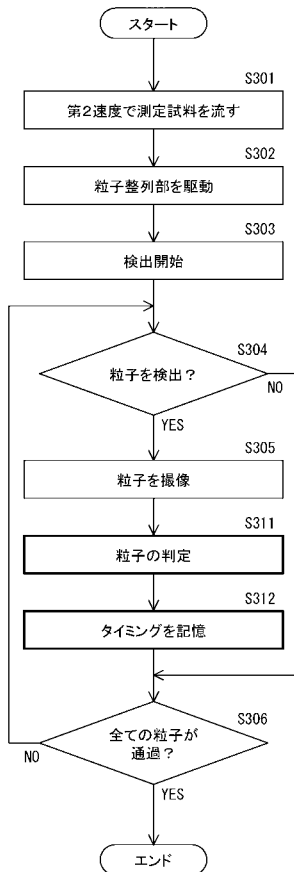 スタート
S301
第2速度で測定試料を流す
S302
粒子整列部を駆動
S303
検出開始
S304
粒子を検出?
NO
YES
S305
粒子を撮像
S311
粒子の判定
S312
タイミングを記憶
S306
全ての粒子が
通過?
NO
YES
エンド